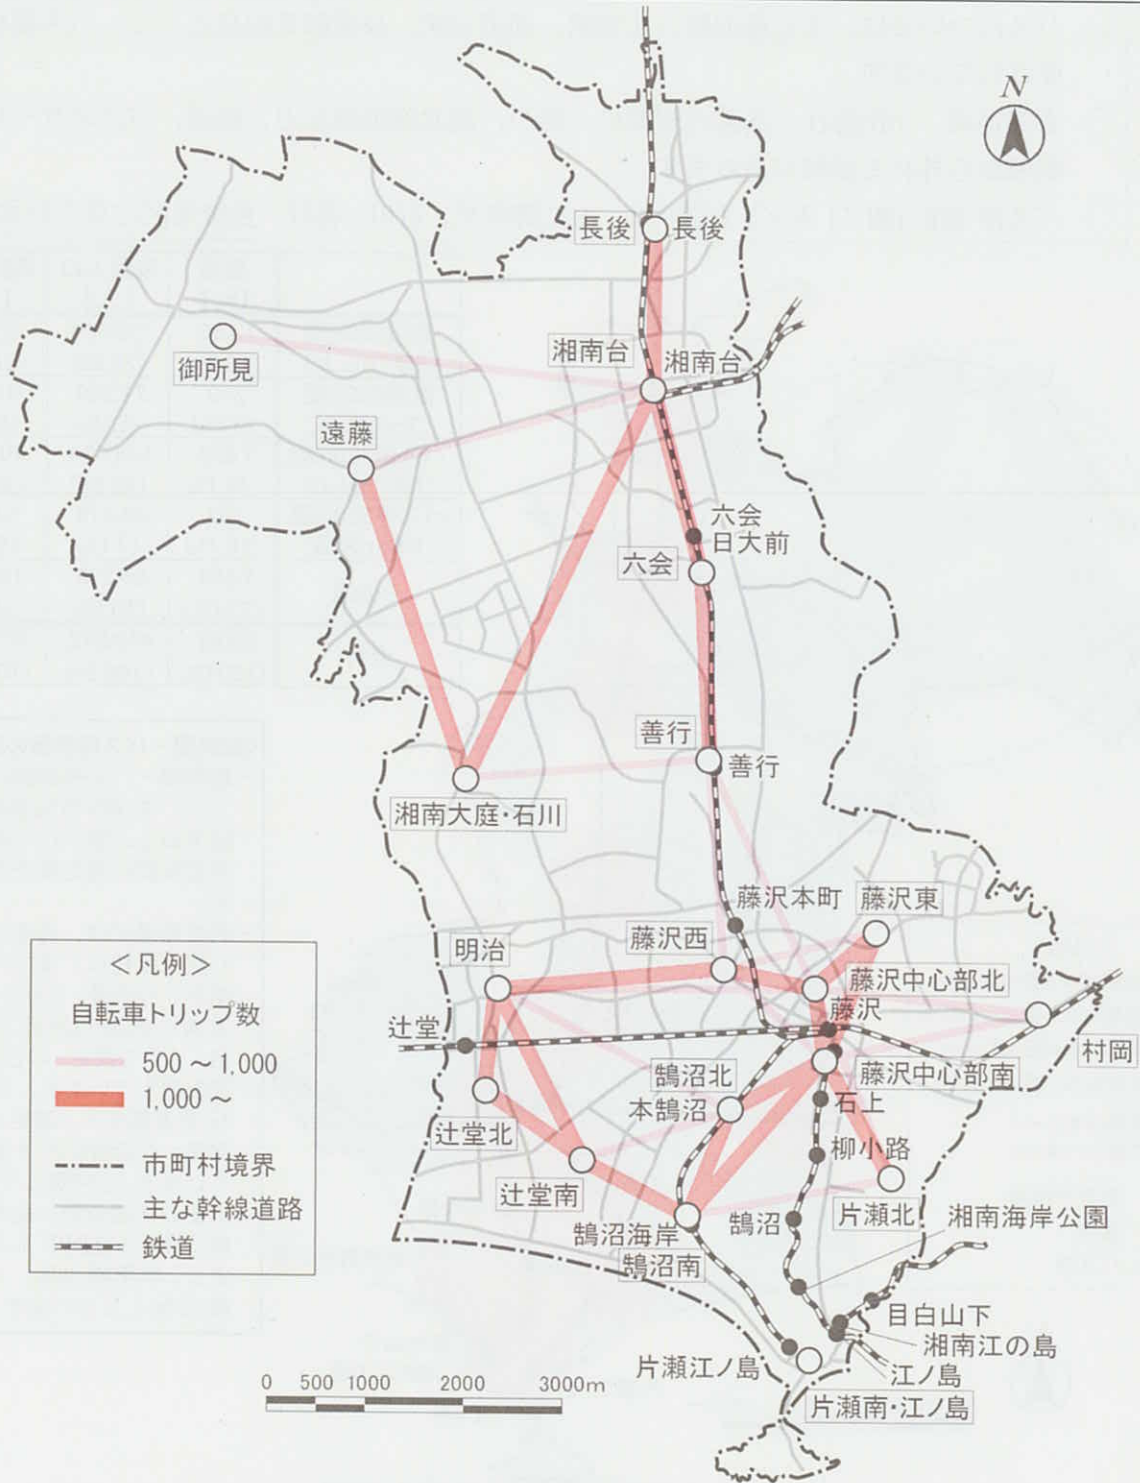 N
長後
長後
湘南台
湘南台
御所見
遠藤
六会
日大前
六会
善行
善行
湘南大庭・石川
藤沢本町
藤沢東
藤沢西
明治
藤沢中心部北
藤沢
辻堂
村岡
鵠沼北
藤沢中心部南
本鵠沼
石上
辻堂北
柳小路
辻堂南
片瀬北
鵠沼
湘南海岸公園
鵠沼海岸
鵠沼南
目白山下
湘南江の島
片瀬江ノ島
江ノ島
片瀬南・江ノ島
＜凡例＞
自転車トリップ数
500～1,000
1,000～
市町村境界
主な幹線道路
鉄道
0 500 1000 2000 3000m